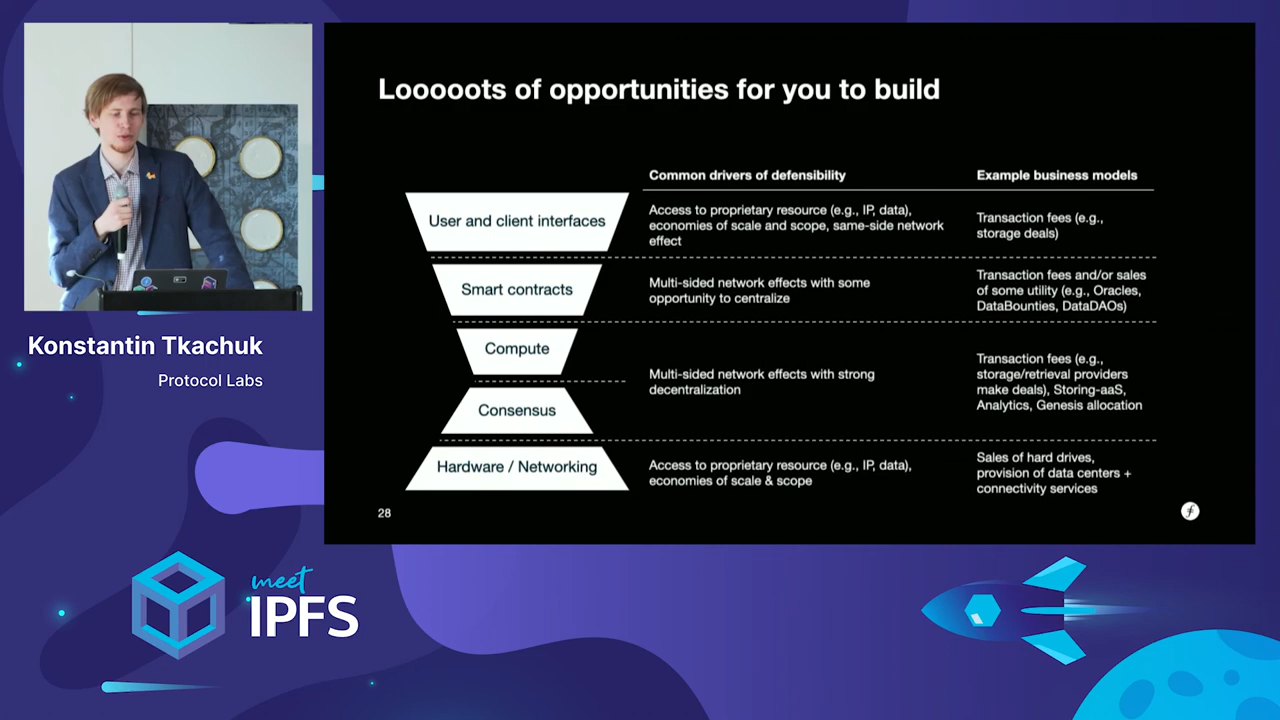 Looooots of opportunities for you to build
Common drivers of defensibility
Example business models
User and client interfaces
Access to proprietary resource (e.g., IP, data),
economies of scale and scope, same-side network
effect
Transaction fees (e.g.,
storage deals)
Smart contracts
Multi-sided network effects with some
opportunity to centralize
Transaction fees and/or sales
of some utility (e.g., Oracles,
DataBounties, DataDAOs)
Compute
Consensus
Multi-sided network effects with strong
decentralization
Transaction fees (e.g.,
storage/retrieval providers
make deals), Storing-aaS,
Analytics, Genesis allocation
Hardware / Networking
Access to proprietary resource (e.g., IP, data),
economies of scale & scope
Sales of hard drives,
provision of data centers +
connectivity services
28
Konstantin Tkachuk
Protocol Labs
meet
IPFS